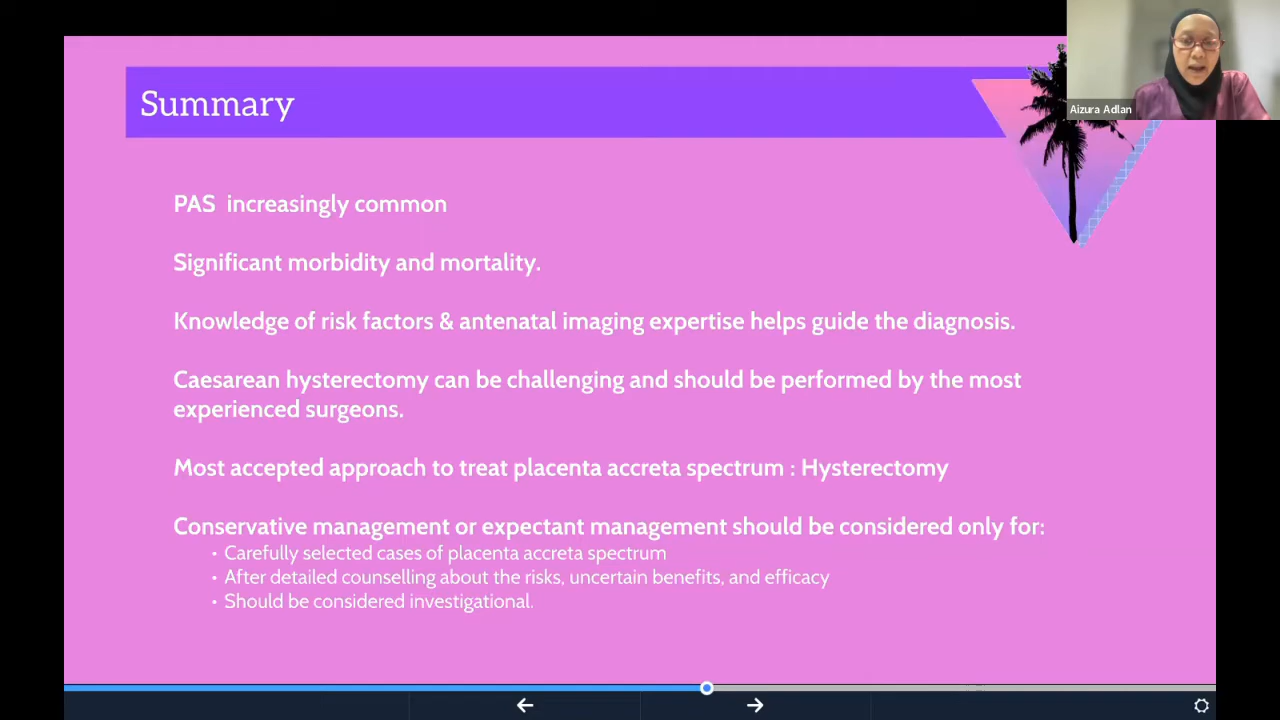 Summary
Aizura Adlan
PAS increasingly common
Significant morbidity and mortality.
Knowledge of risk factors & antenatal imaging expertise helps guide the diagnosis.
Caesarean hysterectomy can be challenging and should be performed by the most
experienced surgeons.
Most accepted approach to treat placenta accreta spectrum : Hysterectomy
Conservative management or expectant management should be considered only for:
• Carefully selected cases of placenta accreta spectrum
• After detailed counselling about the risks, uncertain benefits, and efficacy
• Should be considered investigational.